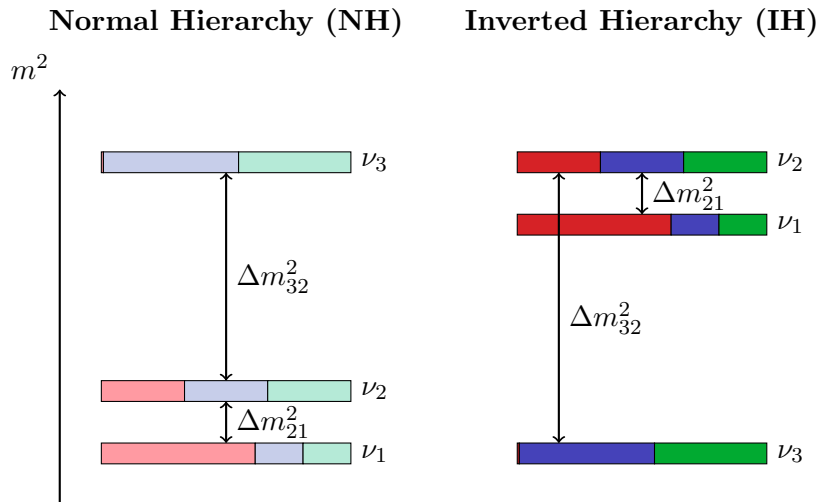 Normal Hierarchy (NH)
Inverted Hierarchy (IH)
m²
ν₃
Δm²₃₂
ν₂
Δm²₂₁
ν₁
ν₂
Δm²₂₁
ν₁
Δm²₃₂
ν₃